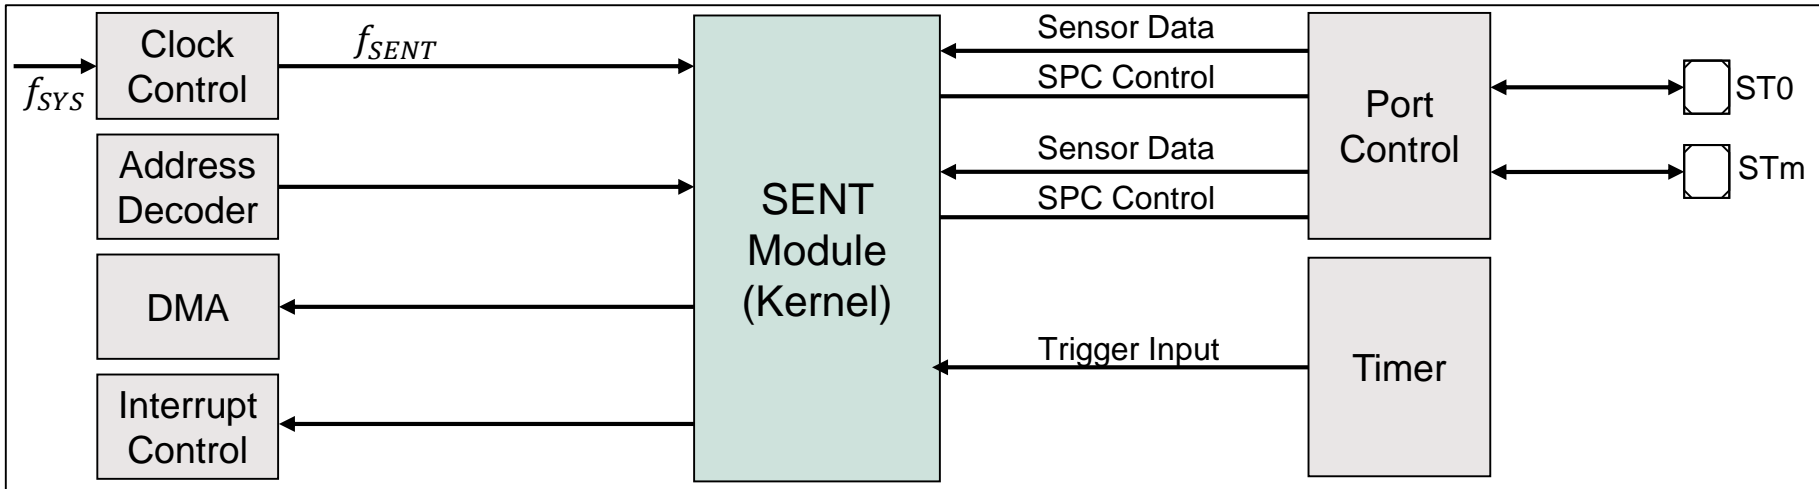 Clock
Control
f_SYS
f_SENT
Address
Decoder
DMA
Interrupt
Control
SENT
Module
(Kernel)
Sensor Data
SPC Control
Sensor Data
SPC Control
Trigger Input
Port
Control
Timer
ST0
STm